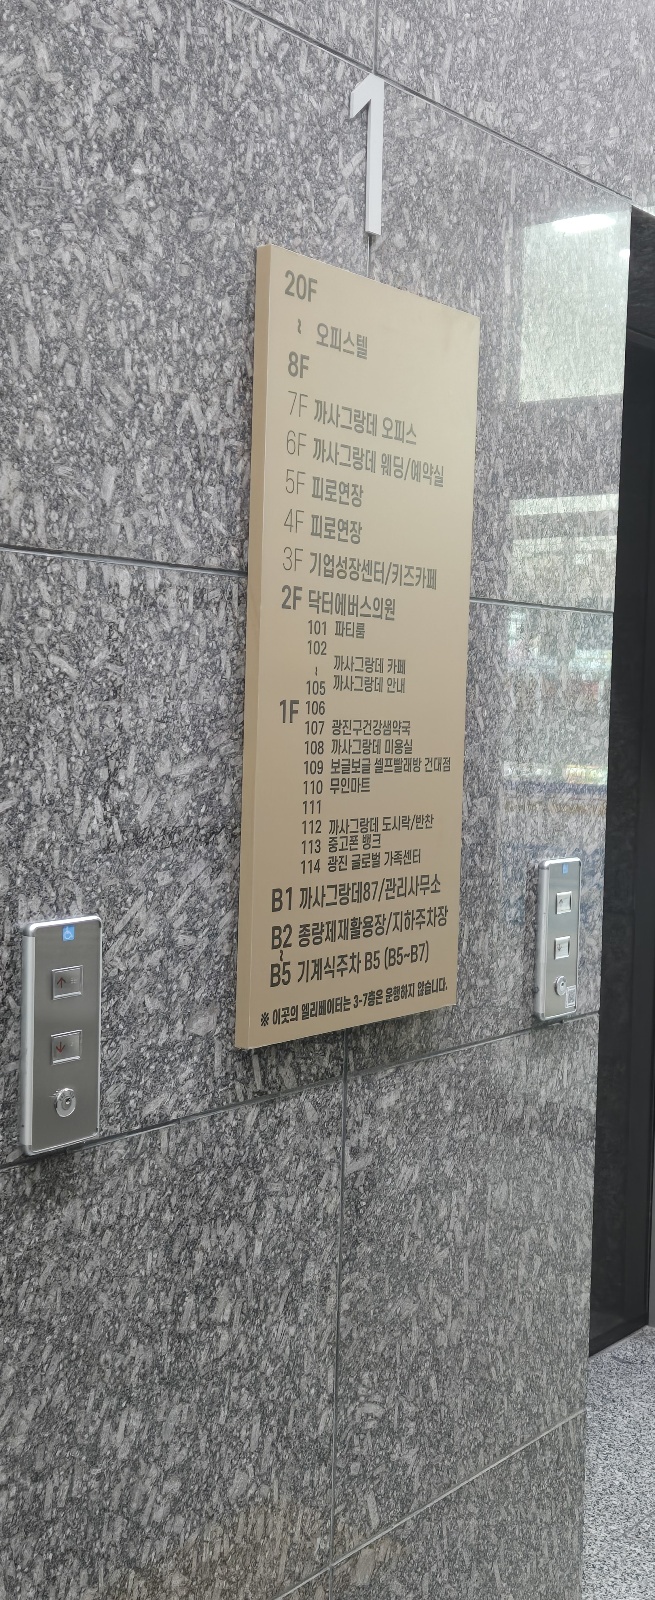 1
20F
~ 오피스텔
8F
7F 까사그랑데 오피스
6F 까사그랑데 웨딩/예약실
5F 피로연장
4F 피로연장
3F 기업성장센터/키즈카페
2F 닥터에버스의원
101 파티룸
102
~ 까사그랑데 카페
105 까사그랑데 안내
1F 106
107 광진구건강샘약국
108 까사그랑데 미용실
109 보글보글 셀프빨래방 건대점
110 무인마트
111
112 까사그랑데 도시락/반찬
113 중고폰 뱅크
114 광진 글로벌 가족센터
B1 까사그랑데87/관리사무소
B2 종량제재활용장/지하주차장
~
B5 기계식주차 B5 (B5~B7)
※ 이곳의 엘리베이터는 3-7층은 운행하지 않습니다.